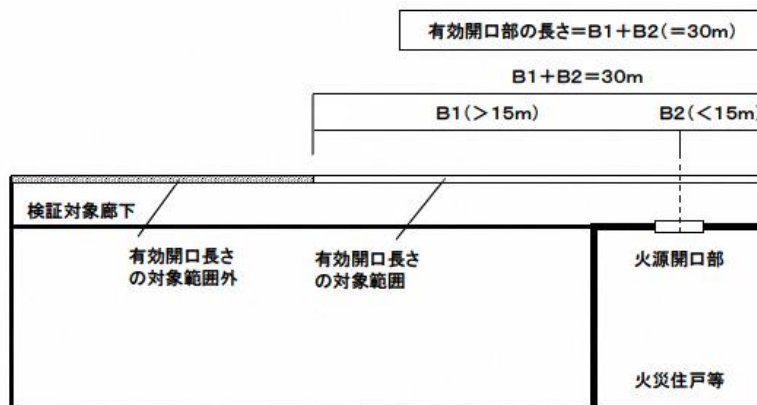 有効開口部の長さ=B1+B2(=30m)
B1+B2=30m
B1(>15m)
B2(<15m)
検証対象廊下
有効開口長さ
の対象範囲外
有効開口長さ
の対象範囲
火源開口部
火災住戸等